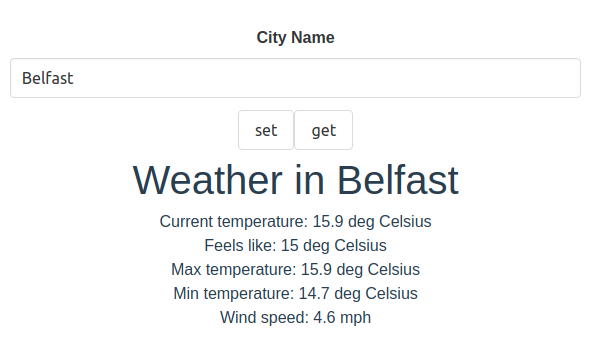 City Name
Belfast
set get
Weather in Belfast
Current temperature: 15.9 deg Celsius
Feels like: 15 deg Celsius
Max temperature: 15.9 deg Celsius
Min temperature: 14.7 deg Celsius
Wind speed: 4.6 mph